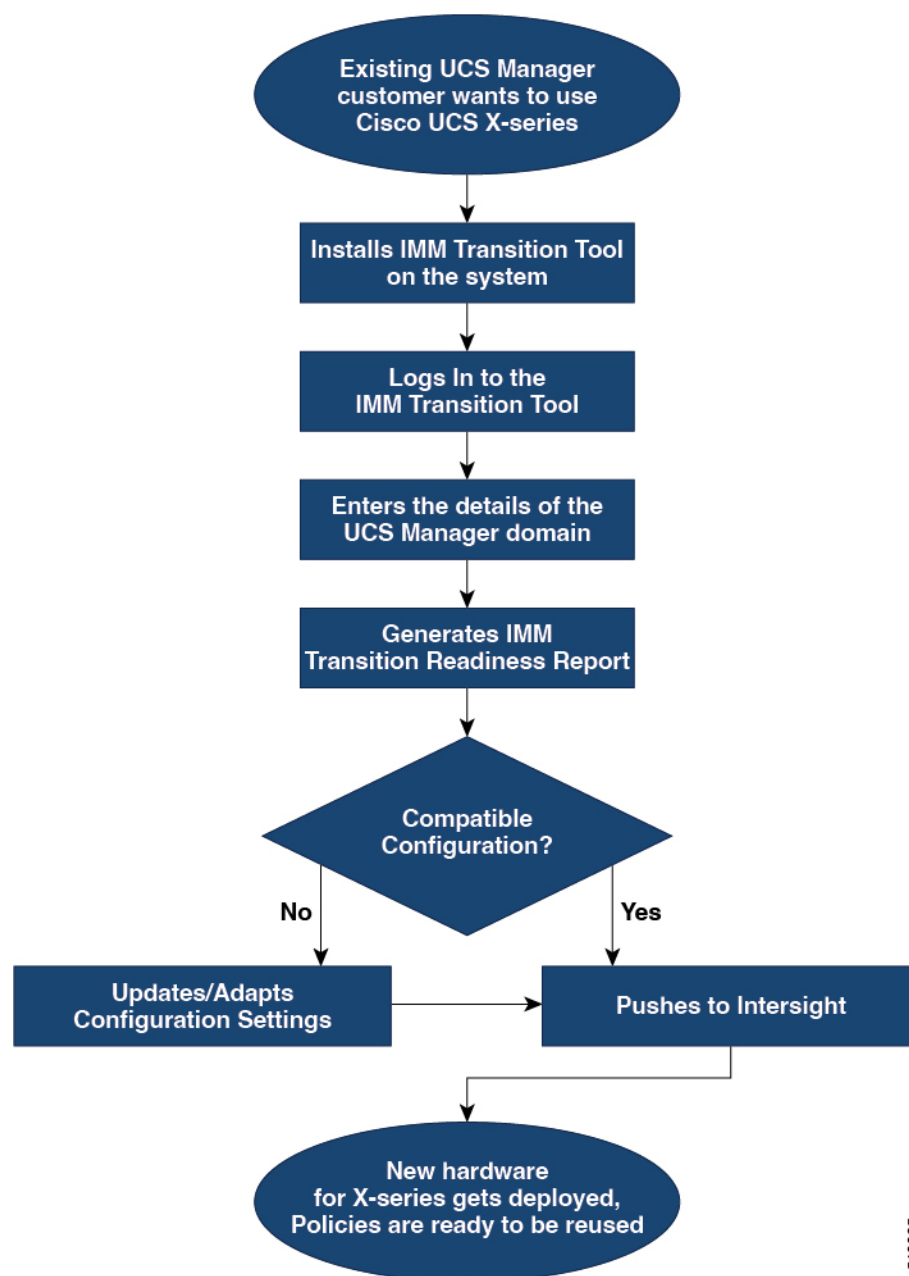 Existing UCS Manager
customer wants to use
Cisco UCS X-series
Installs IMM Transition Tool
on the system
Logs In to the
IMM Transition Tool
Enters the details of the
UCS Manager domain
Generates IMM
Transition Readiness Report
Compatible
Configuration?
No
Yes
Updates/Adapts
Configuration Settings
Pushes to Intersight
New hardware
for X-series gets deployed,
Policies are ready to be reused